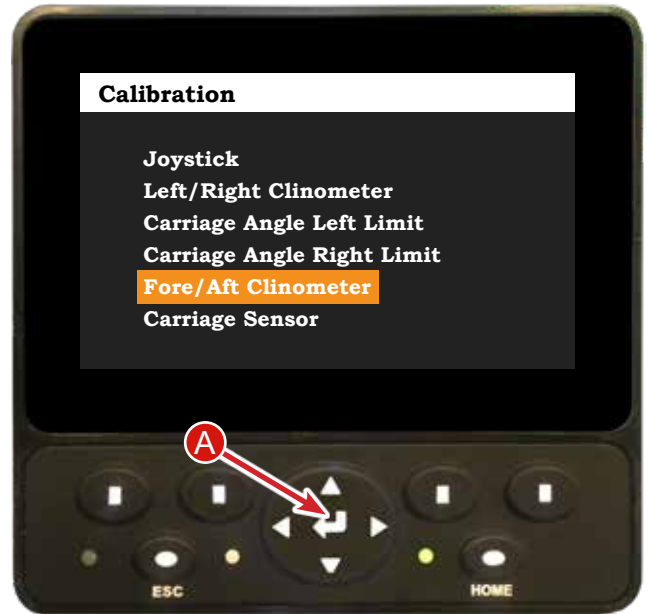 Calibration
Joystick
Left/Right Clinometer
Carriage Angle Left Limit
Carriage Angle Right Limit
Fore/Aft Clinometer
Carriage Sensor
A
ESC
HOME